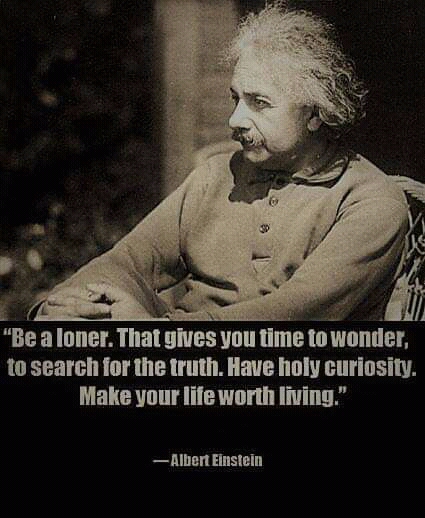 “Be a loner. That gives you time to wonder,
to search for the truth. Have holy curiosity.
Make your life worth living.”
—Albert Einstein